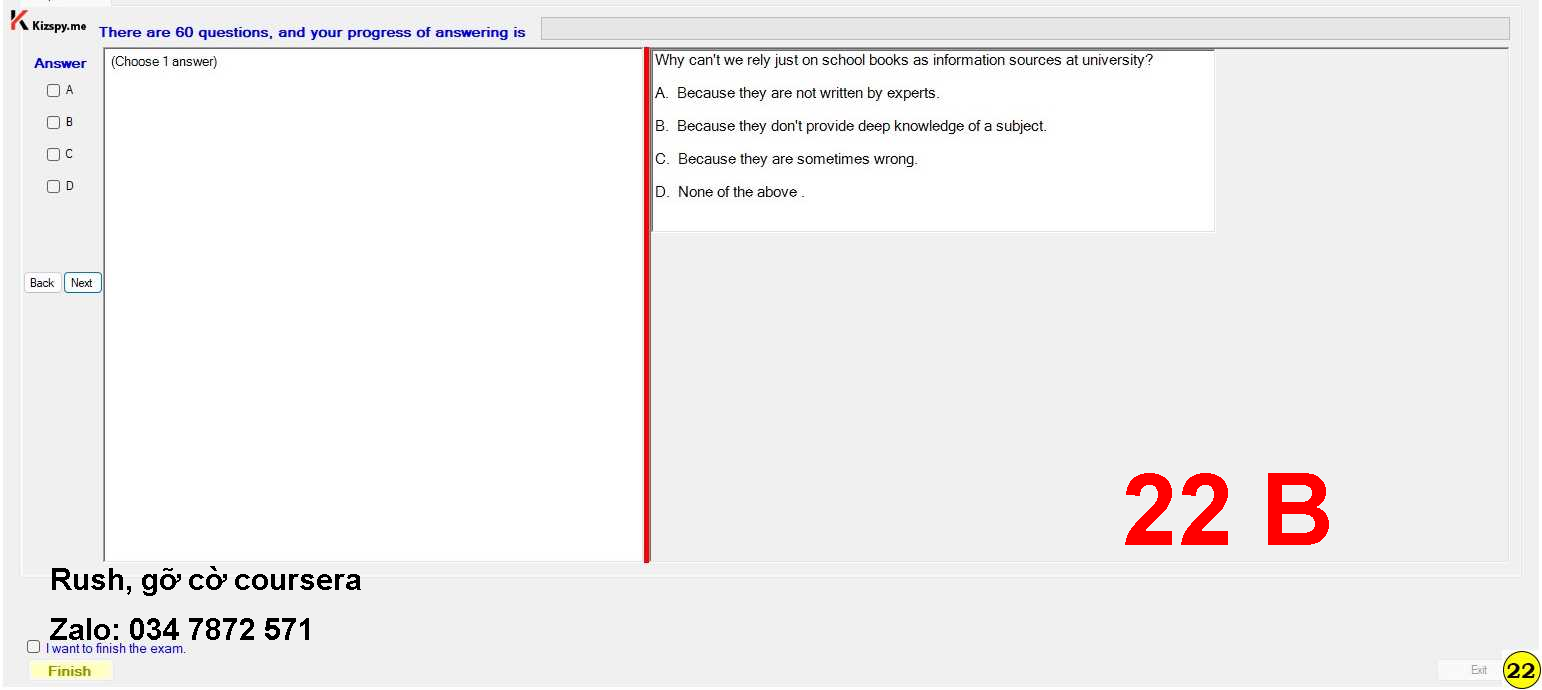 Kizspy.me
There are 60 questions, and your progress of answering is
Answer
(Choose 1 answer)
A
B
C
D
Back
Next
Why can't we rely just on school books as information sources at university?
A. Because they are not written by experts.
B. Because they don't provide deep knowledge of a subject.
C. Because they are sometimes wrong.
D. None of the above .
22 B
Rush, gỡ cờ coursera
Zalo: 034 7872 571
I want to finish the exam.
Finish
Exit
22